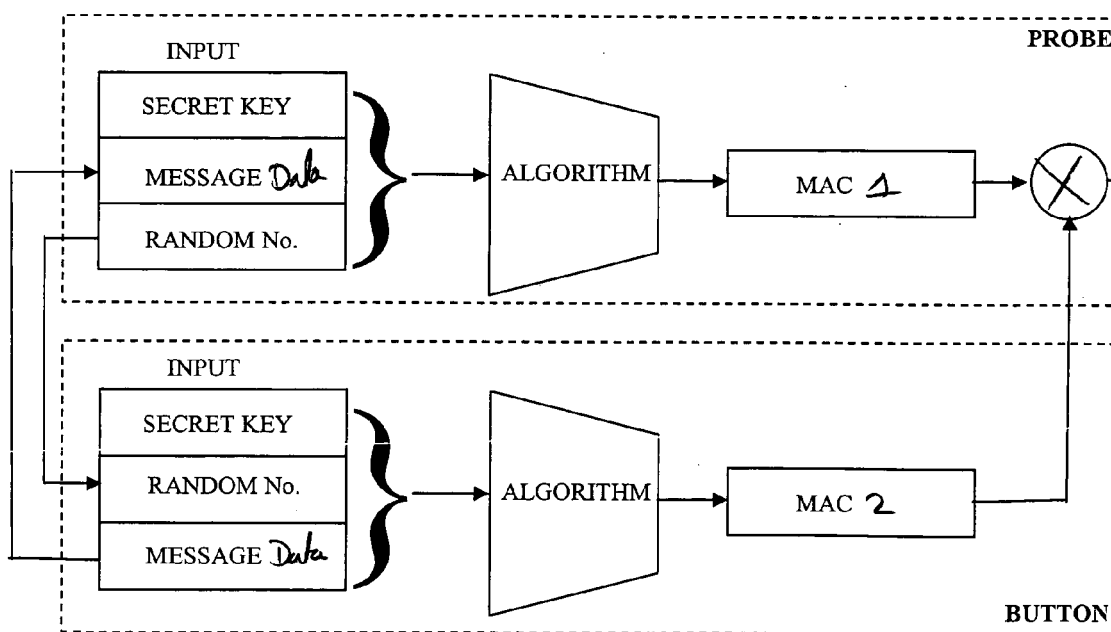 PROBE
INPUT
SECRET KEY
MESSAGE Data
RANDOM No.
ALGORITHM
MAC 1
INPUT
SECRET KEY
RANDOM No.
MESSAGE Data
ALGORITHM
MAC 2
BUTTON